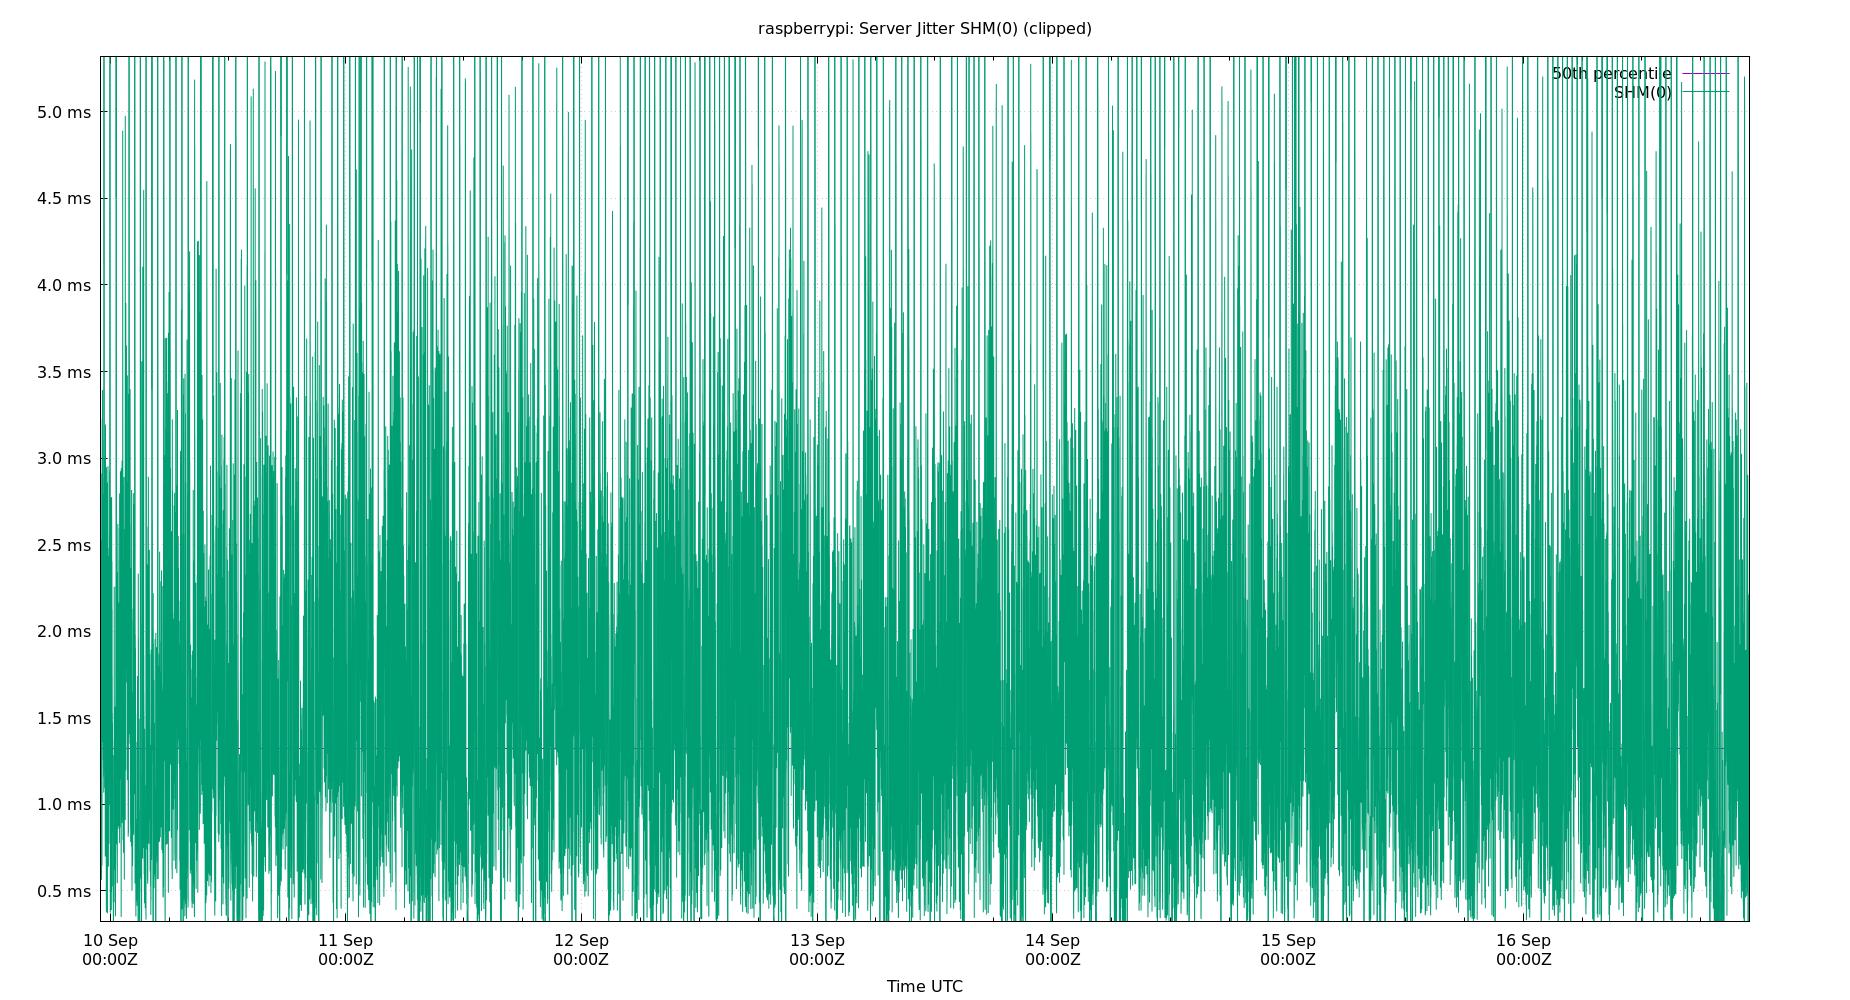 raspberrypi: Server Jitter SHM(0) (clipped)
50th percentile
SHM(0)
5.0 ms
4.5 ms
4.0 ms
3.5 ms
3.0 ms
2.5 ms
2.0 ms
1.5 ms
1.0 ms
0.5 ms
10 Sep 11 Sep 12 Sep 13 Sep 14 Sep 15 Sep 16 Sep
00:00Z 00:00Z 00:00Z 00:00Z 00:00Z 00:00Z 00:00Z
Time UTC